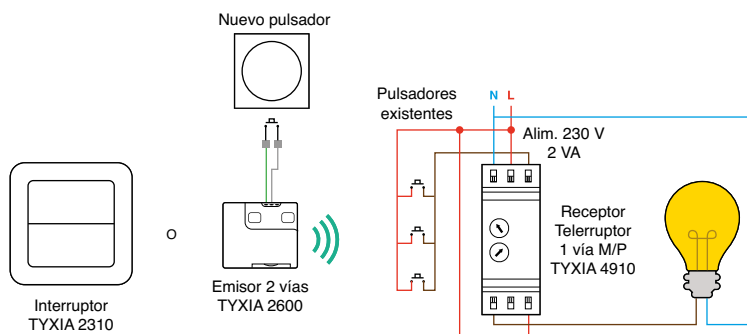 Nuevo pulsador
Pulsadores
existentes
N L
Alim. 230 V
2 VA
Receptor
Telerruptor
1 vía M/P
TYXIA 4910
o
Emisor 2 vías
TYXIA 2600
Interruptor
TYXIA 2310